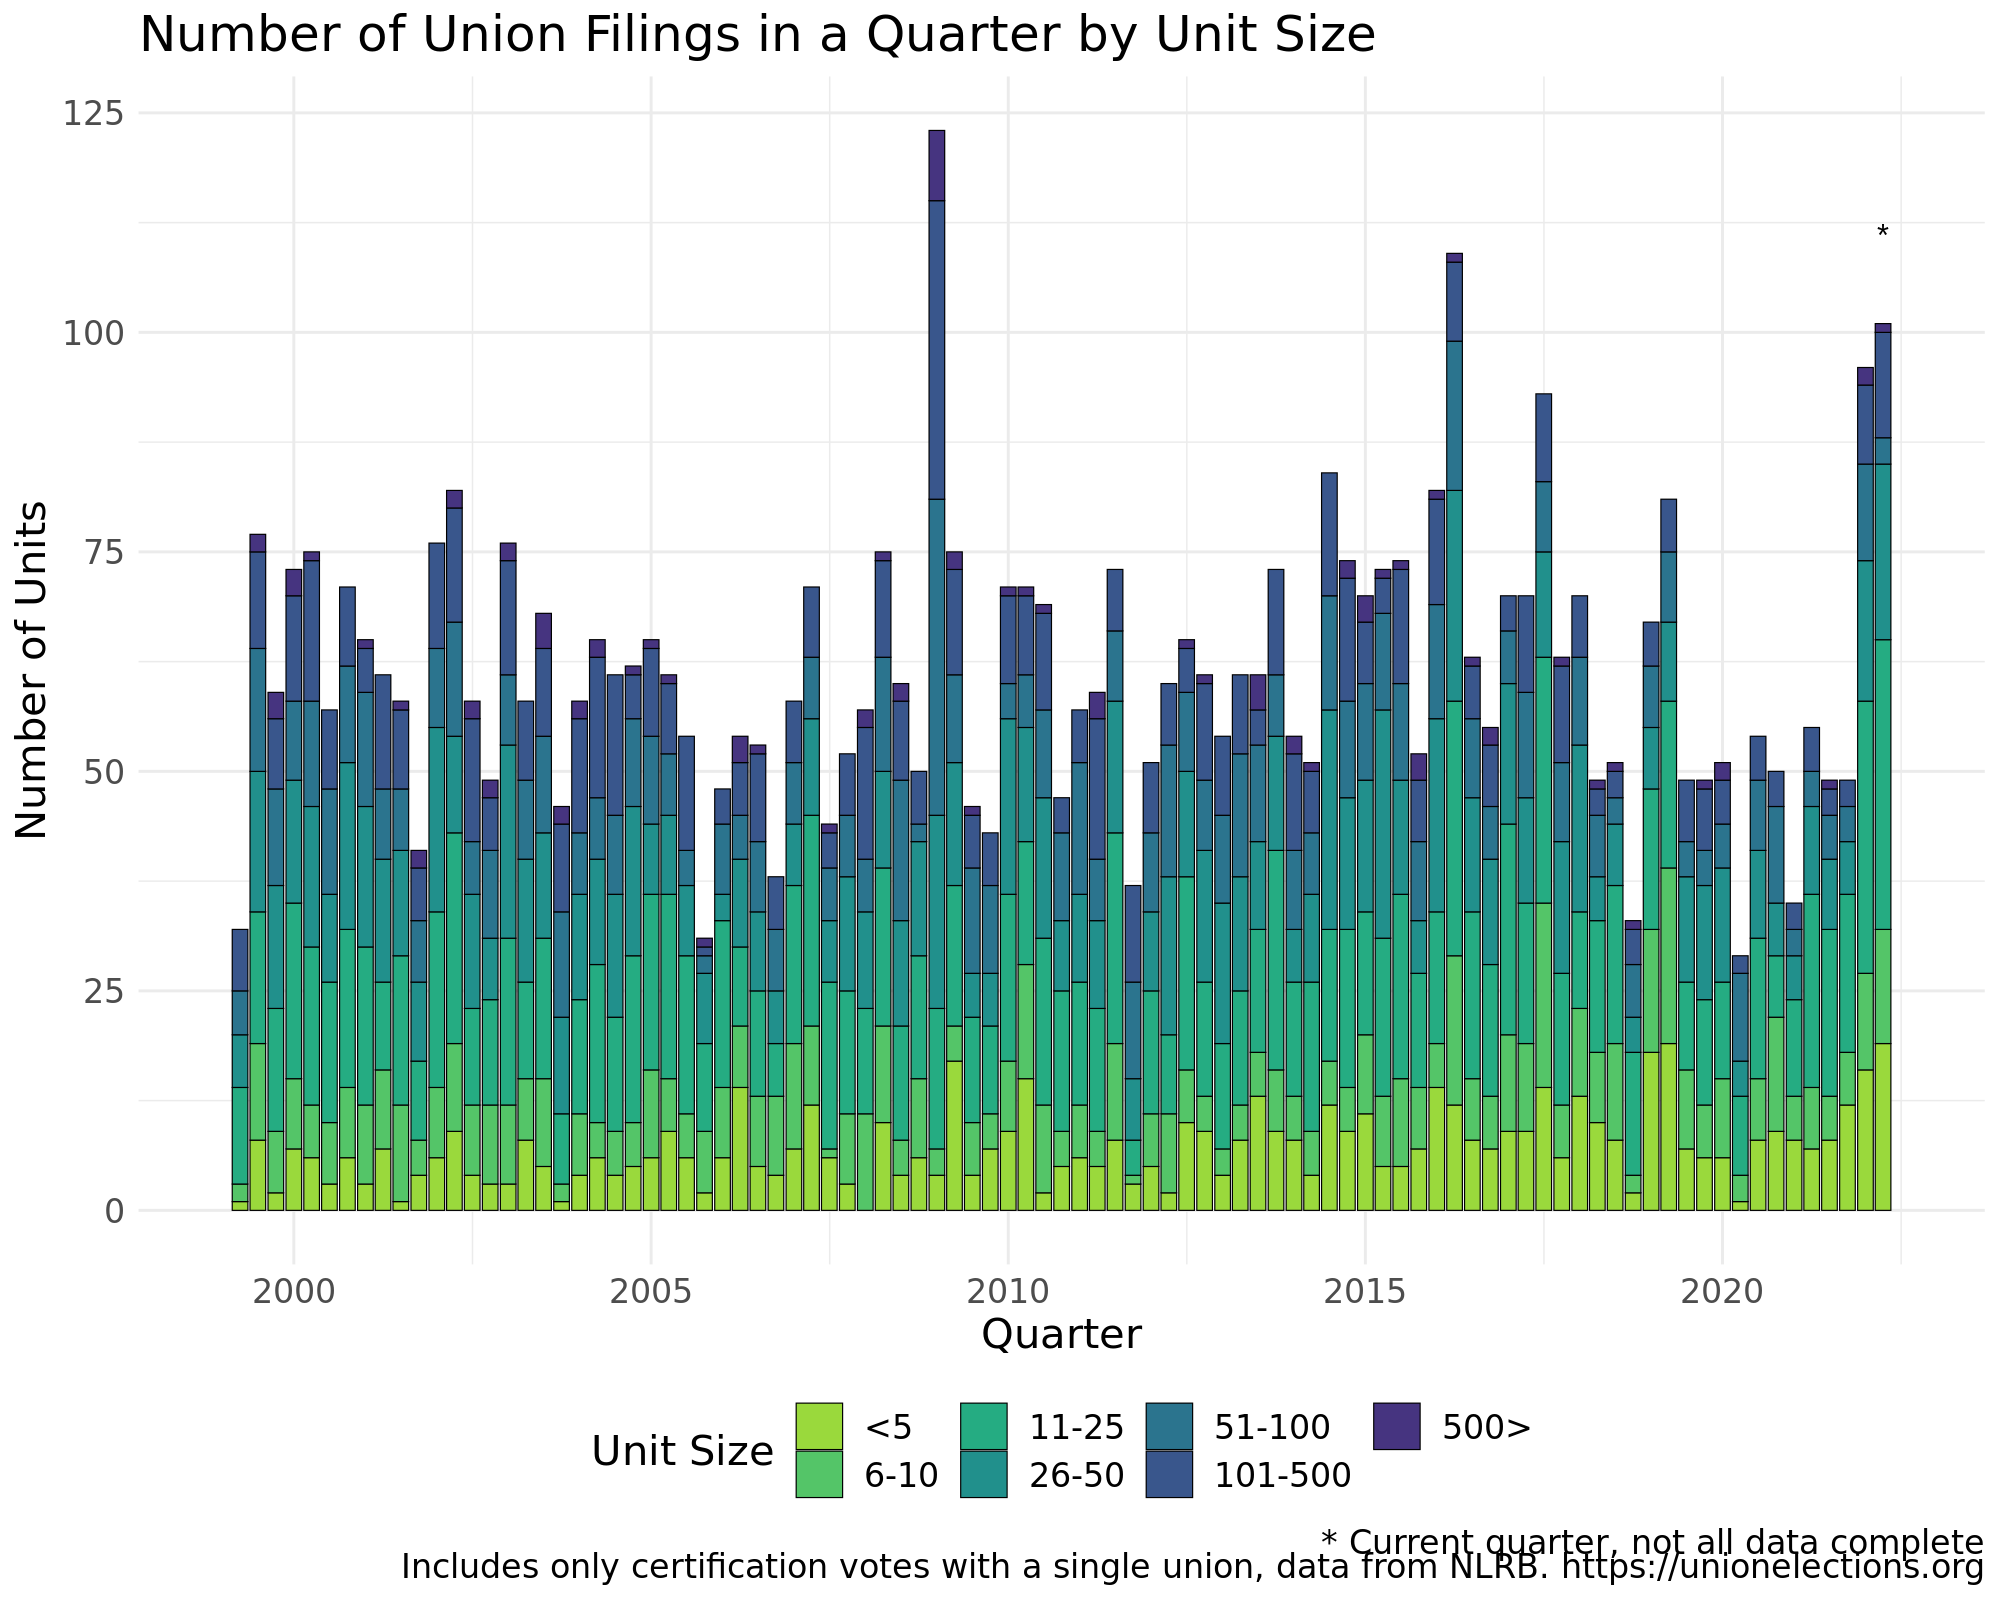 Number of Union Filings in a Quarter by Unit Size
125
100
75
50
25
0
Number of Units
*
2000 2005 2010 2015 2020
Quarter
Unit Size
<5 11-25 51-100 500>
6-10 26-50 101-500
* Current quarter, not all data complete
Includes only certification votes with a single union, data from NLRB. https://unionelections.org